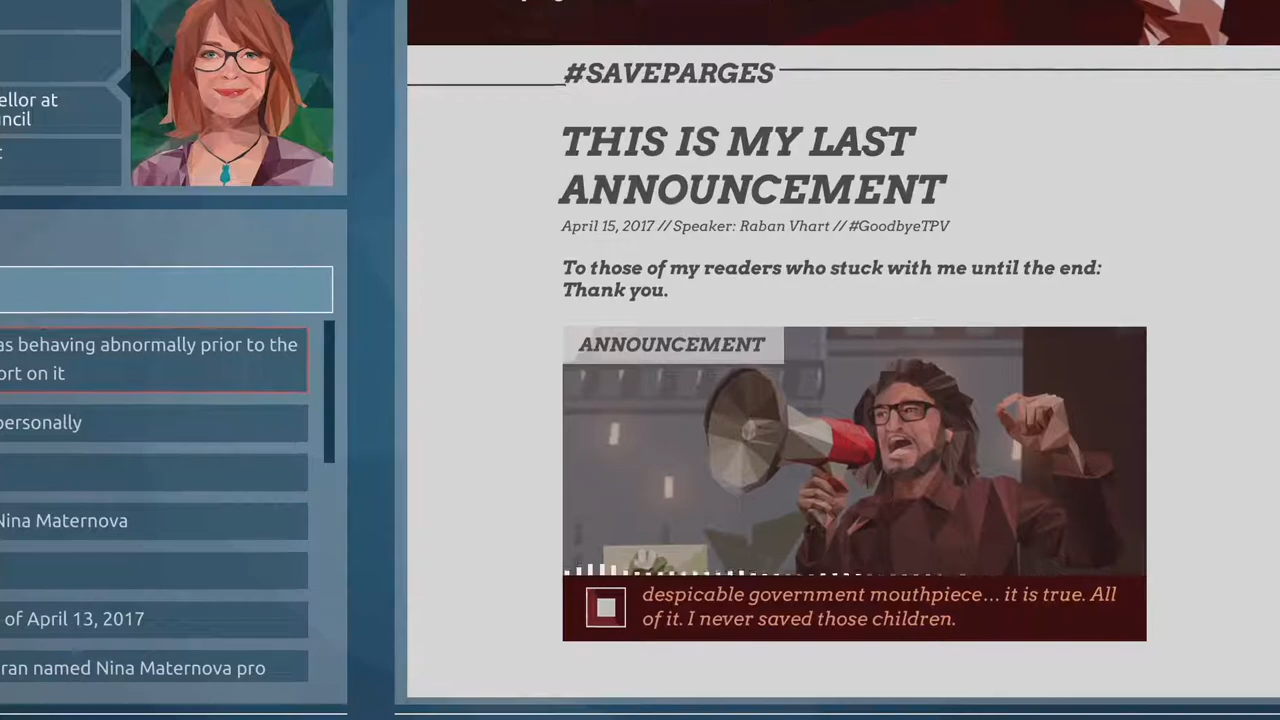 ellor at
ncil
as behaving abnormally prior to the
ort on it
personally
Nina Maternova
of April 13, 2017
ran named Nina Maternova pro
#SAVEPARGES
THIS IS MY LAST
ANNOUNCEMENT
April 15, 2017 // Speaker: Raban Vhart // #GoodbyeTPV
To those of my readers who stuck with me until the end:
Thank you.
ANNOUNCEMENT
despicable government mouthpiece... it is true. All
of it. I never saved those children.